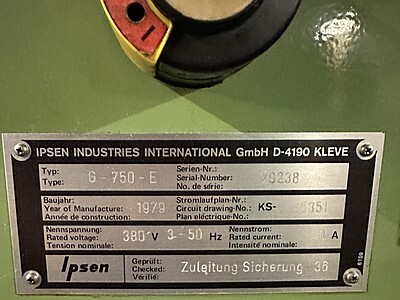 IPSEN INDUSTRIES INTERNATIONAL GmbH D-4190 KLEVE
Typ: Serien-Nr.:
Type: G-750-E Serial-Number:
No. de série:
Baujahr: Stromlaufplan-Nr.:
Year of Manufacture: 1979 Circuit drawing-No.: KS-
Année de construction: Plan eléctrique-No.:
Nennspannung: Nennstrom:
Rated voltage: 380 V 3-50 Hz Rated current: A
Tension nominale: Intensité nominale:
Ipsen
Geprüft:
Checked: Zuleitung Sicherung 36
Vérifié:
6159